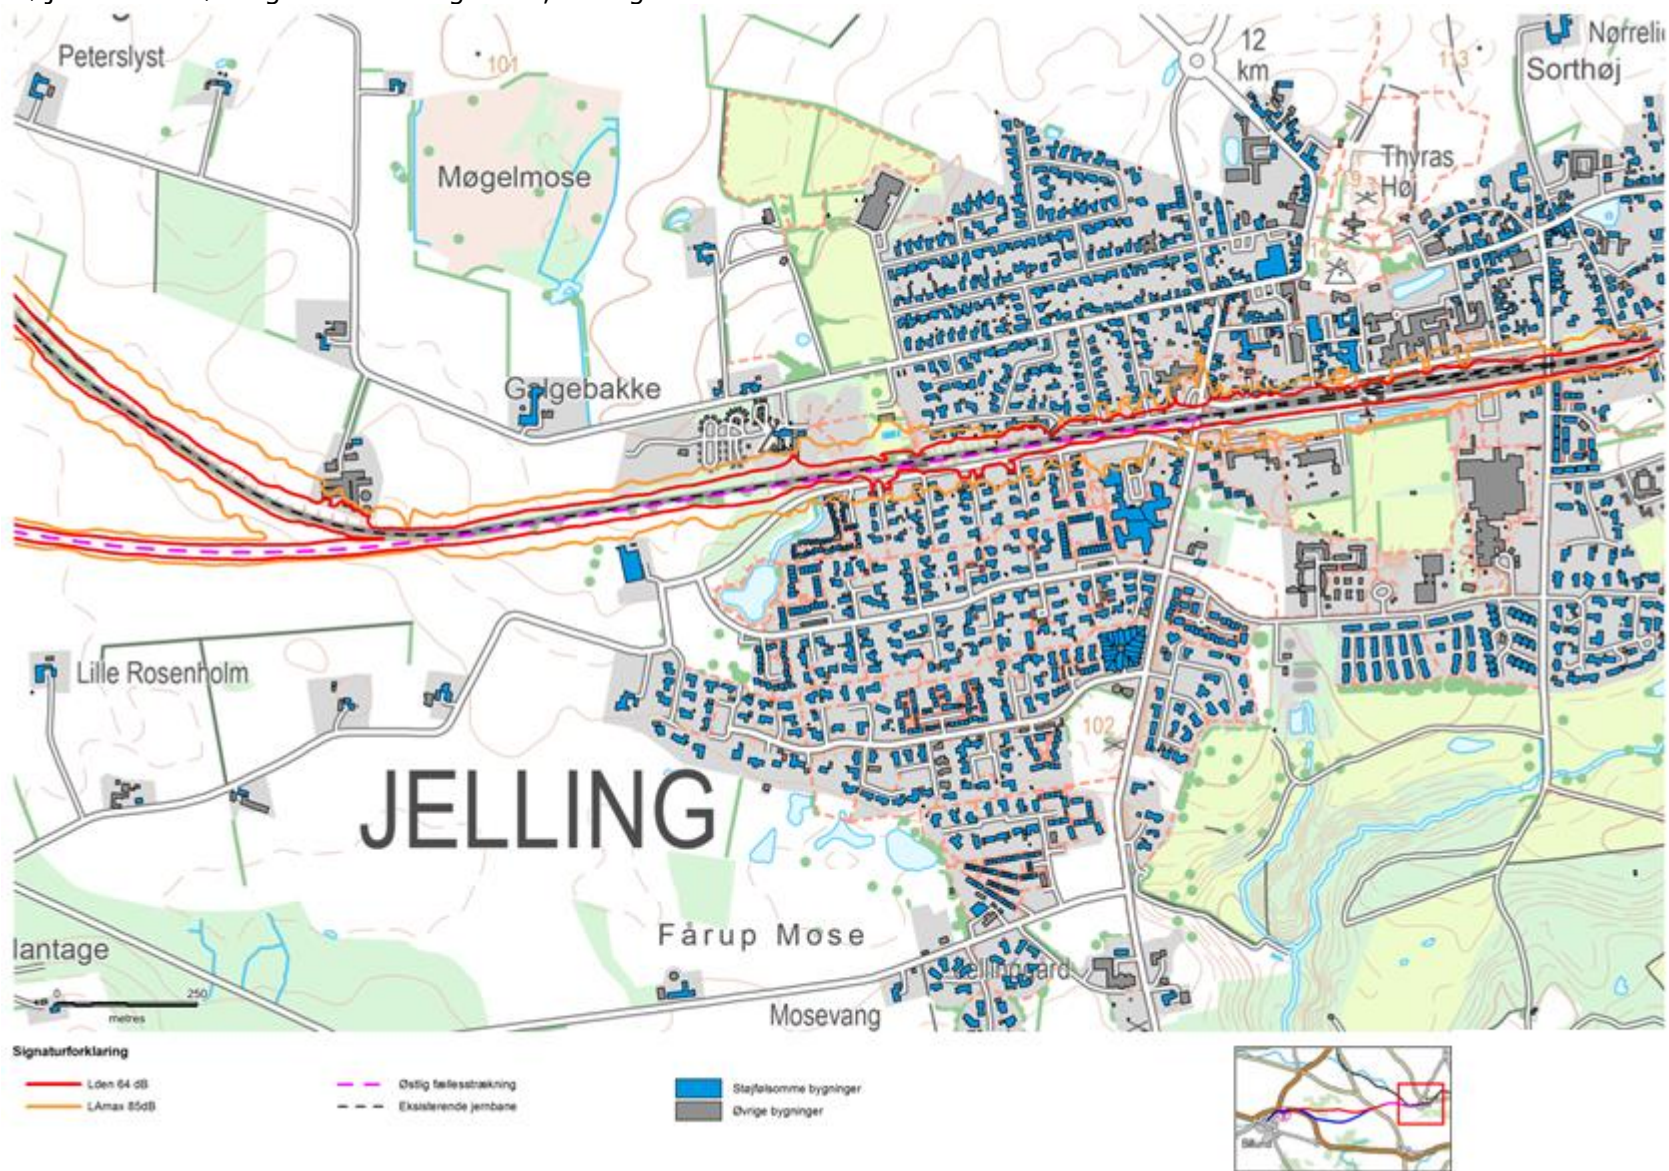 Peterslyst
101
Møgelmose
12
km
113
Sorthøj
Thyras
Høj
Galgebakke
Lille Rosenholm
JELLING
102
Fårup Mose
lantage
0
250
metres
Mosevang
Signaturforklaring
Lden 64 dB
LAmax 85dB
Østlig fællesstrækning
Eksisterende jernbane
Støjfølsomme bygninger
Øvrige bygninger
Billund